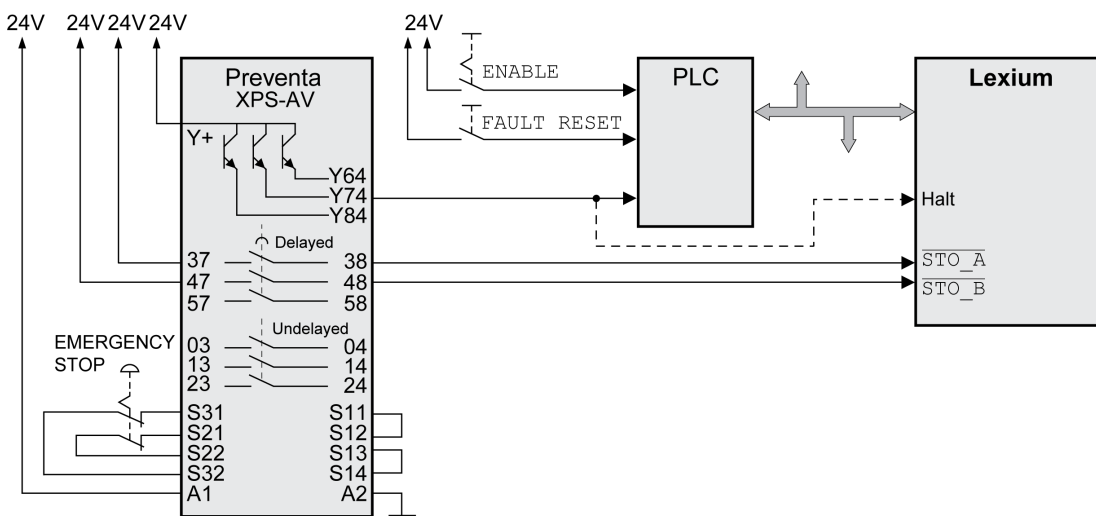 24V 24V 24V 24V
24V
Preventa
XPS-AV
Y+
Y64
Y74
Y84
Delayed
37 38
47 48
57 58
Undelayed
03 04
13 14
23 24
EMERGENCY
STOP
S31 S11
S21 S12
S22 S13
S32 S14
A1 A2
ENABLE
FAULT RESET
PLC
Lexium
Halt
STO_A
STO_B